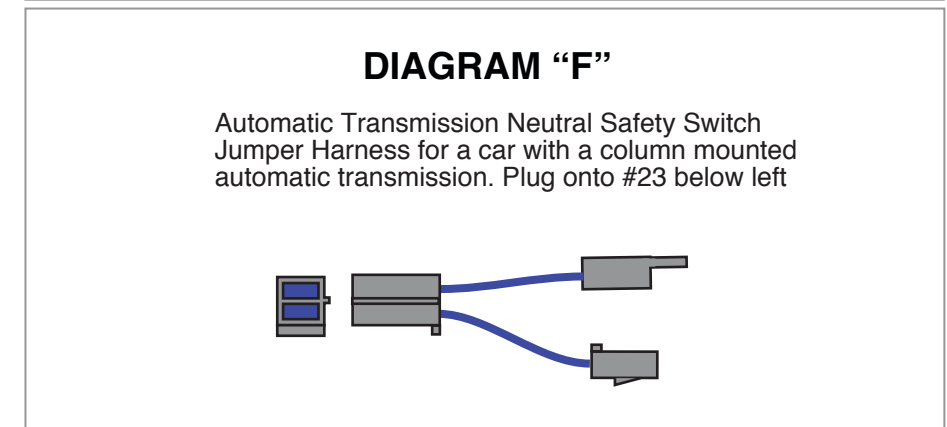 DIAGRAM “F”
Automatic Transmission Neutral Safety Switch
Jumper Harness for a car with a column mounted
automatic transmission. Plug onto #23 below left